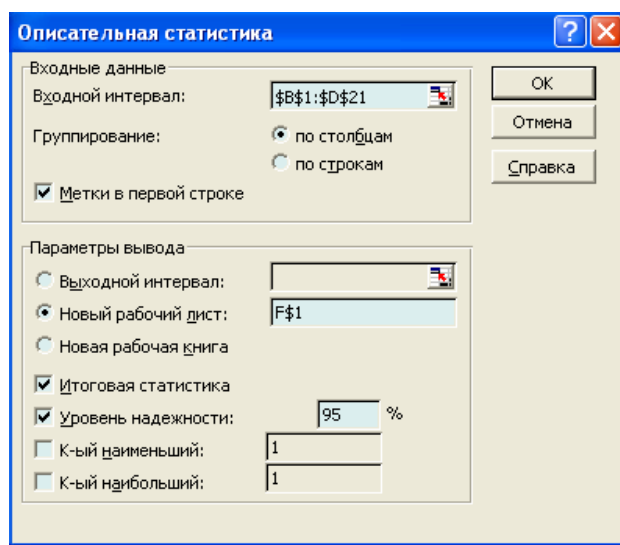 Описательная статистика
Входные данные
Входной интервал: $B$1:$D$21
Группирование: по столбцам
по строкам
Метки в первой строке
ОК
Отмена
Справка
Параметры вывода
Выходной интервал:
Новый рабочий лист: F$1
Новая рабочая книга
Итоговая статистика
Уровень надежности: 95 %
К-ый наименьший: 1
К-ый наибольший: 1